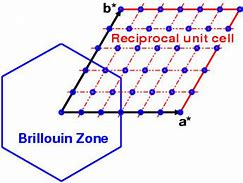 b*
Reciprocal unit cell
a*
Brillouin Zone